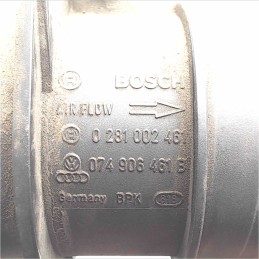 BOSCH
AIR FLOW
0 281 002 461
074 906 461 B
Germany BPK